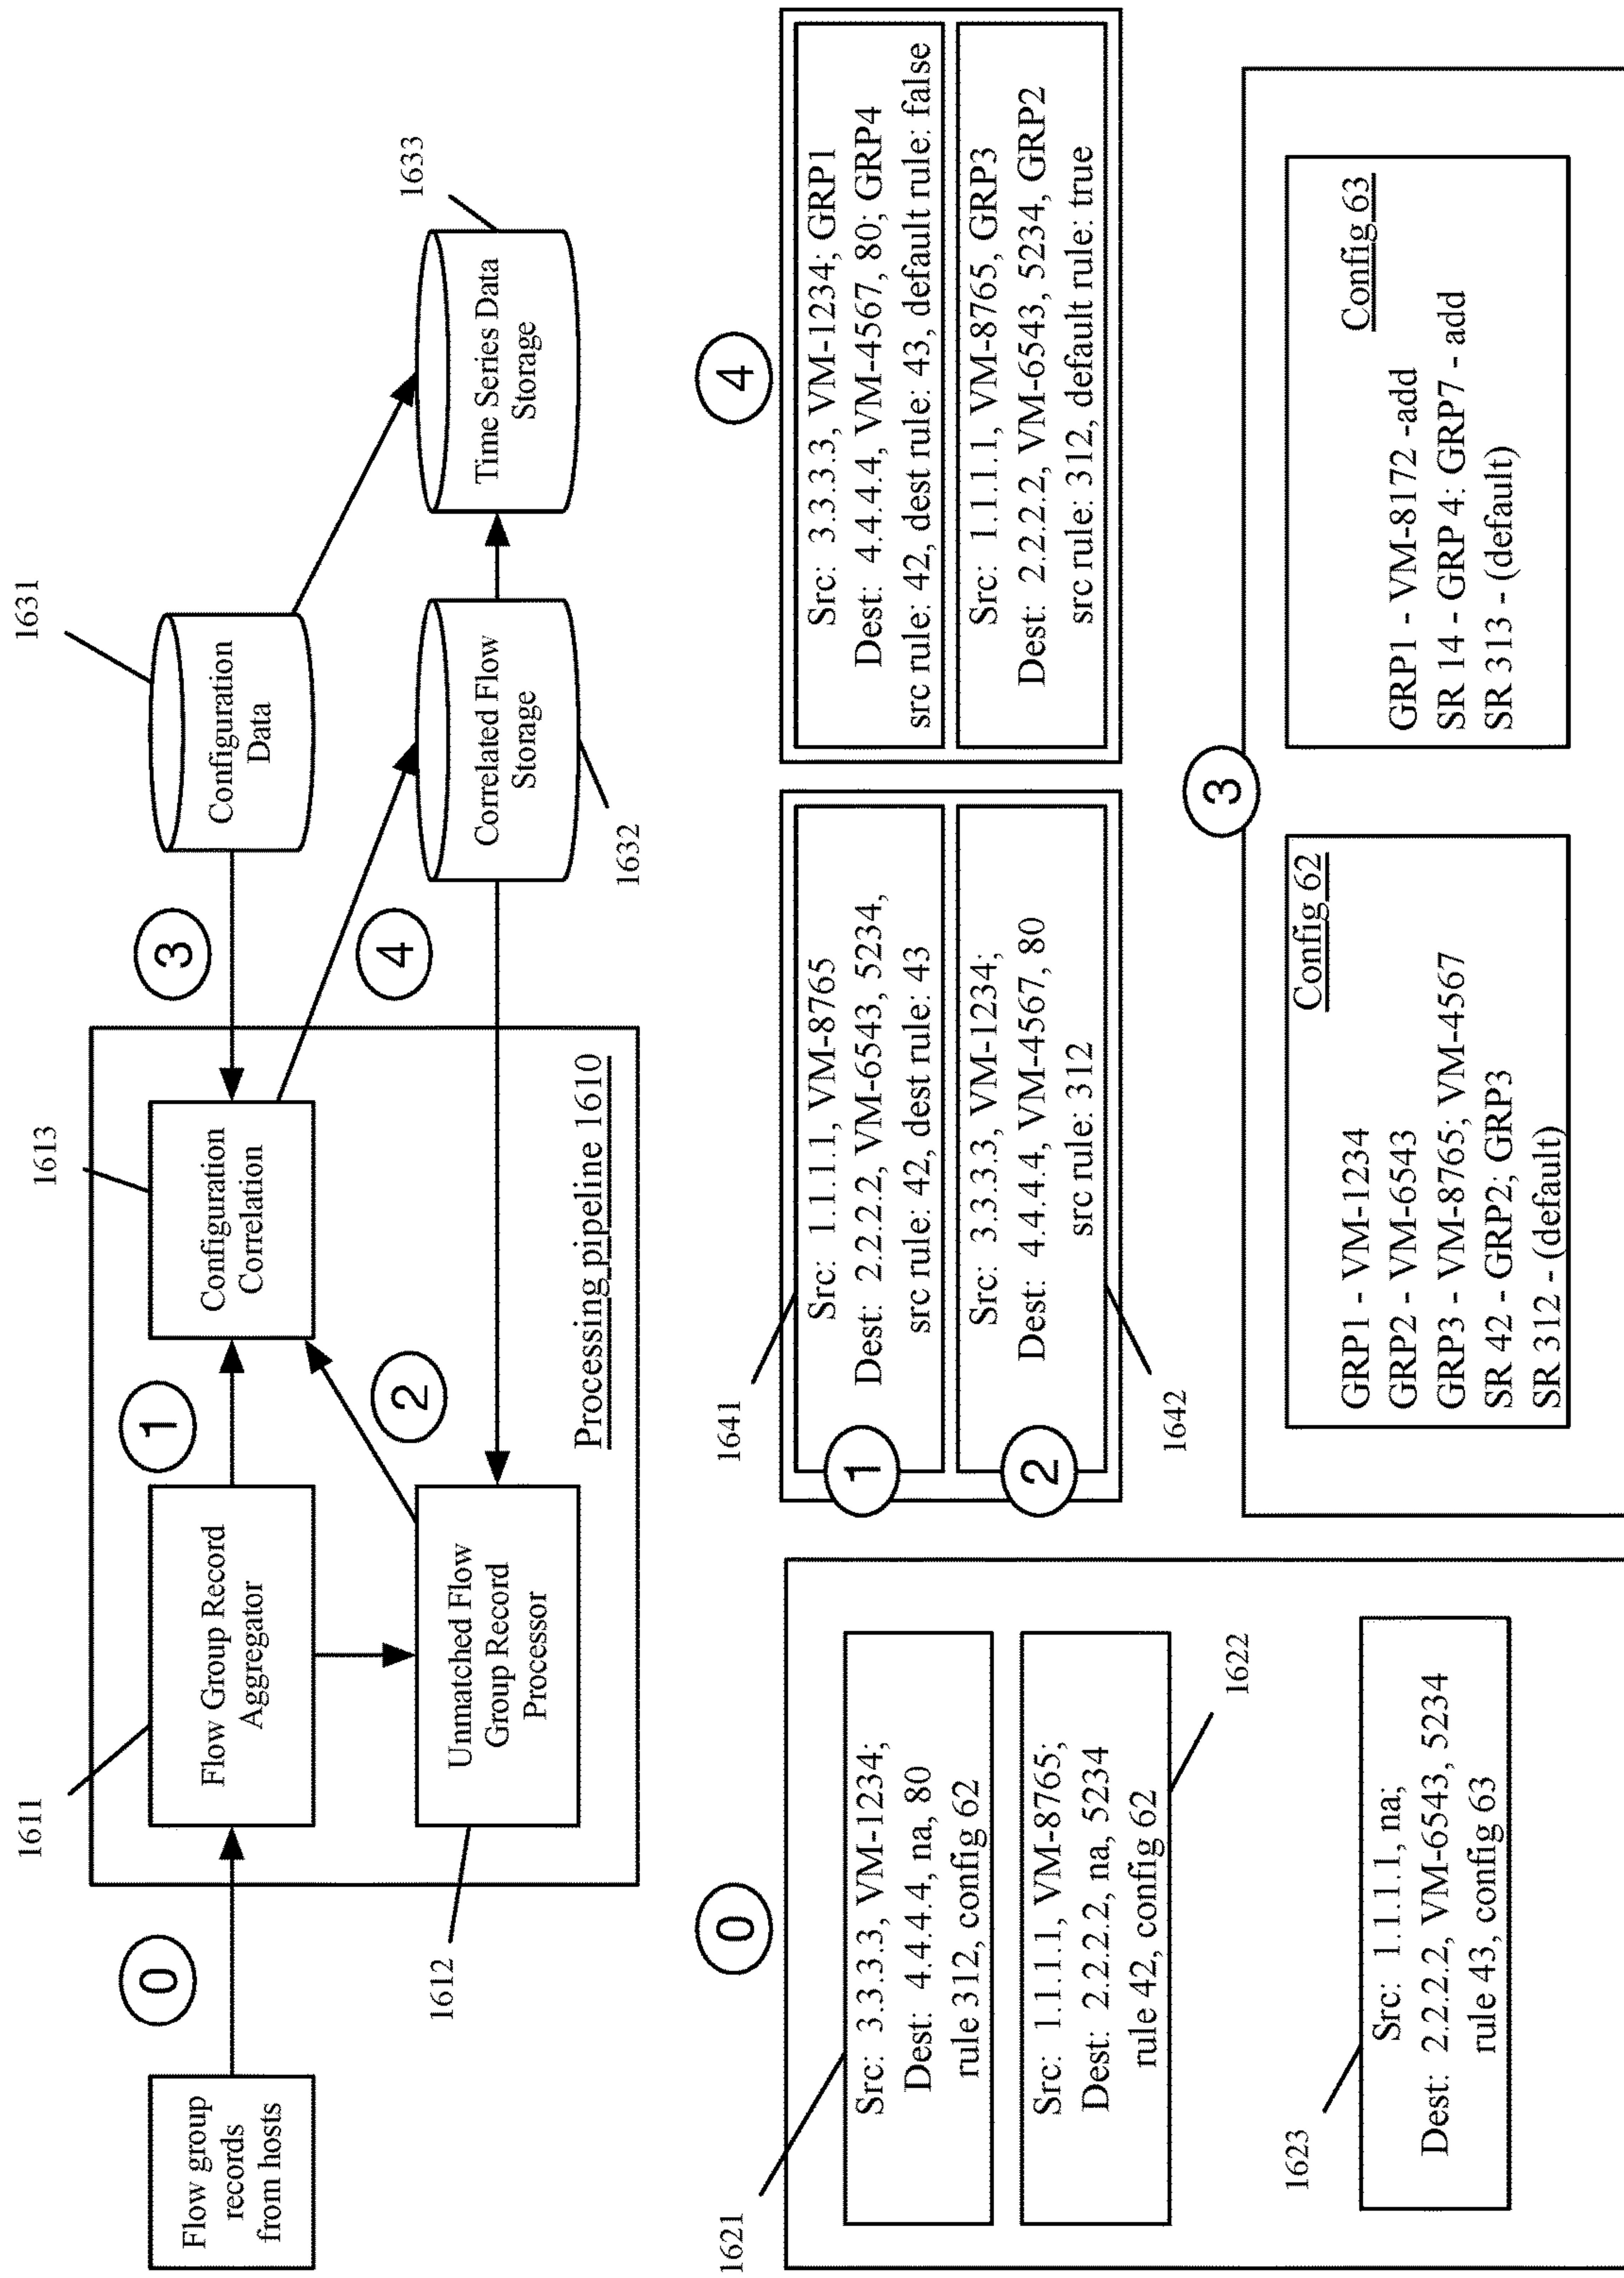 Flow group
records
from hosts
0
1611
Flow Group Record
Aggregator
1
1613
Configuration
Correlation
3
1631
Configuration
Data
1612
Unmatched Flow
Group Record
Processor
2
Processing pipeline 1610
4
1632
Correlated Flow
Storage
1633
Time Series Data
Storage
0
1621
Src: 3.3.3.3, VM-1234;
Dest: 4.4.4.4, na, 80
rule 312, config 62
1622
Src: 1.1.1.1, VM-8765;
Dest: 2.2.2.2, na, 5234
rule 42, config 62
1623
Src: 1.1.1.1, na;
Dest: 2.2.2.2, VM-6543, 5234
rule 43, config 63
1641
1
Src: 1.1.1.1, VM-8765
Dest: 2.2.2.2, VM-6543, 5234,
src rule: 42, dest rule: 43
1642
2
Src: 3.3.3.3, VM-1234;
Dest: 4.4.4.4, VM-4567, 80
src rule: 312
4
Src: 3.3.3.3, VM-1234; GRP1
Dest: 4.4.4.4, VM-4567, 80; GRP4
src rule: 42, dest rule: 43, default rule: false
Src: 1.1.1.1, VM-8765, GRP3
Dest: 2.2.2.2, VM-6543, 5234, GRP2
src rule: 312, default rule: true
3
Config 62
GRP1 - VM-1234
GRP2 - VM-6543
GRP3 - VM-8765; VM-4567
SR 42 - GRP2; GRP3
SR 312 - (default)
Config 63
GRP1 - VM-8172 -add
SR 14 - GRP 4: GRP7 - add
SR 313 - (default)